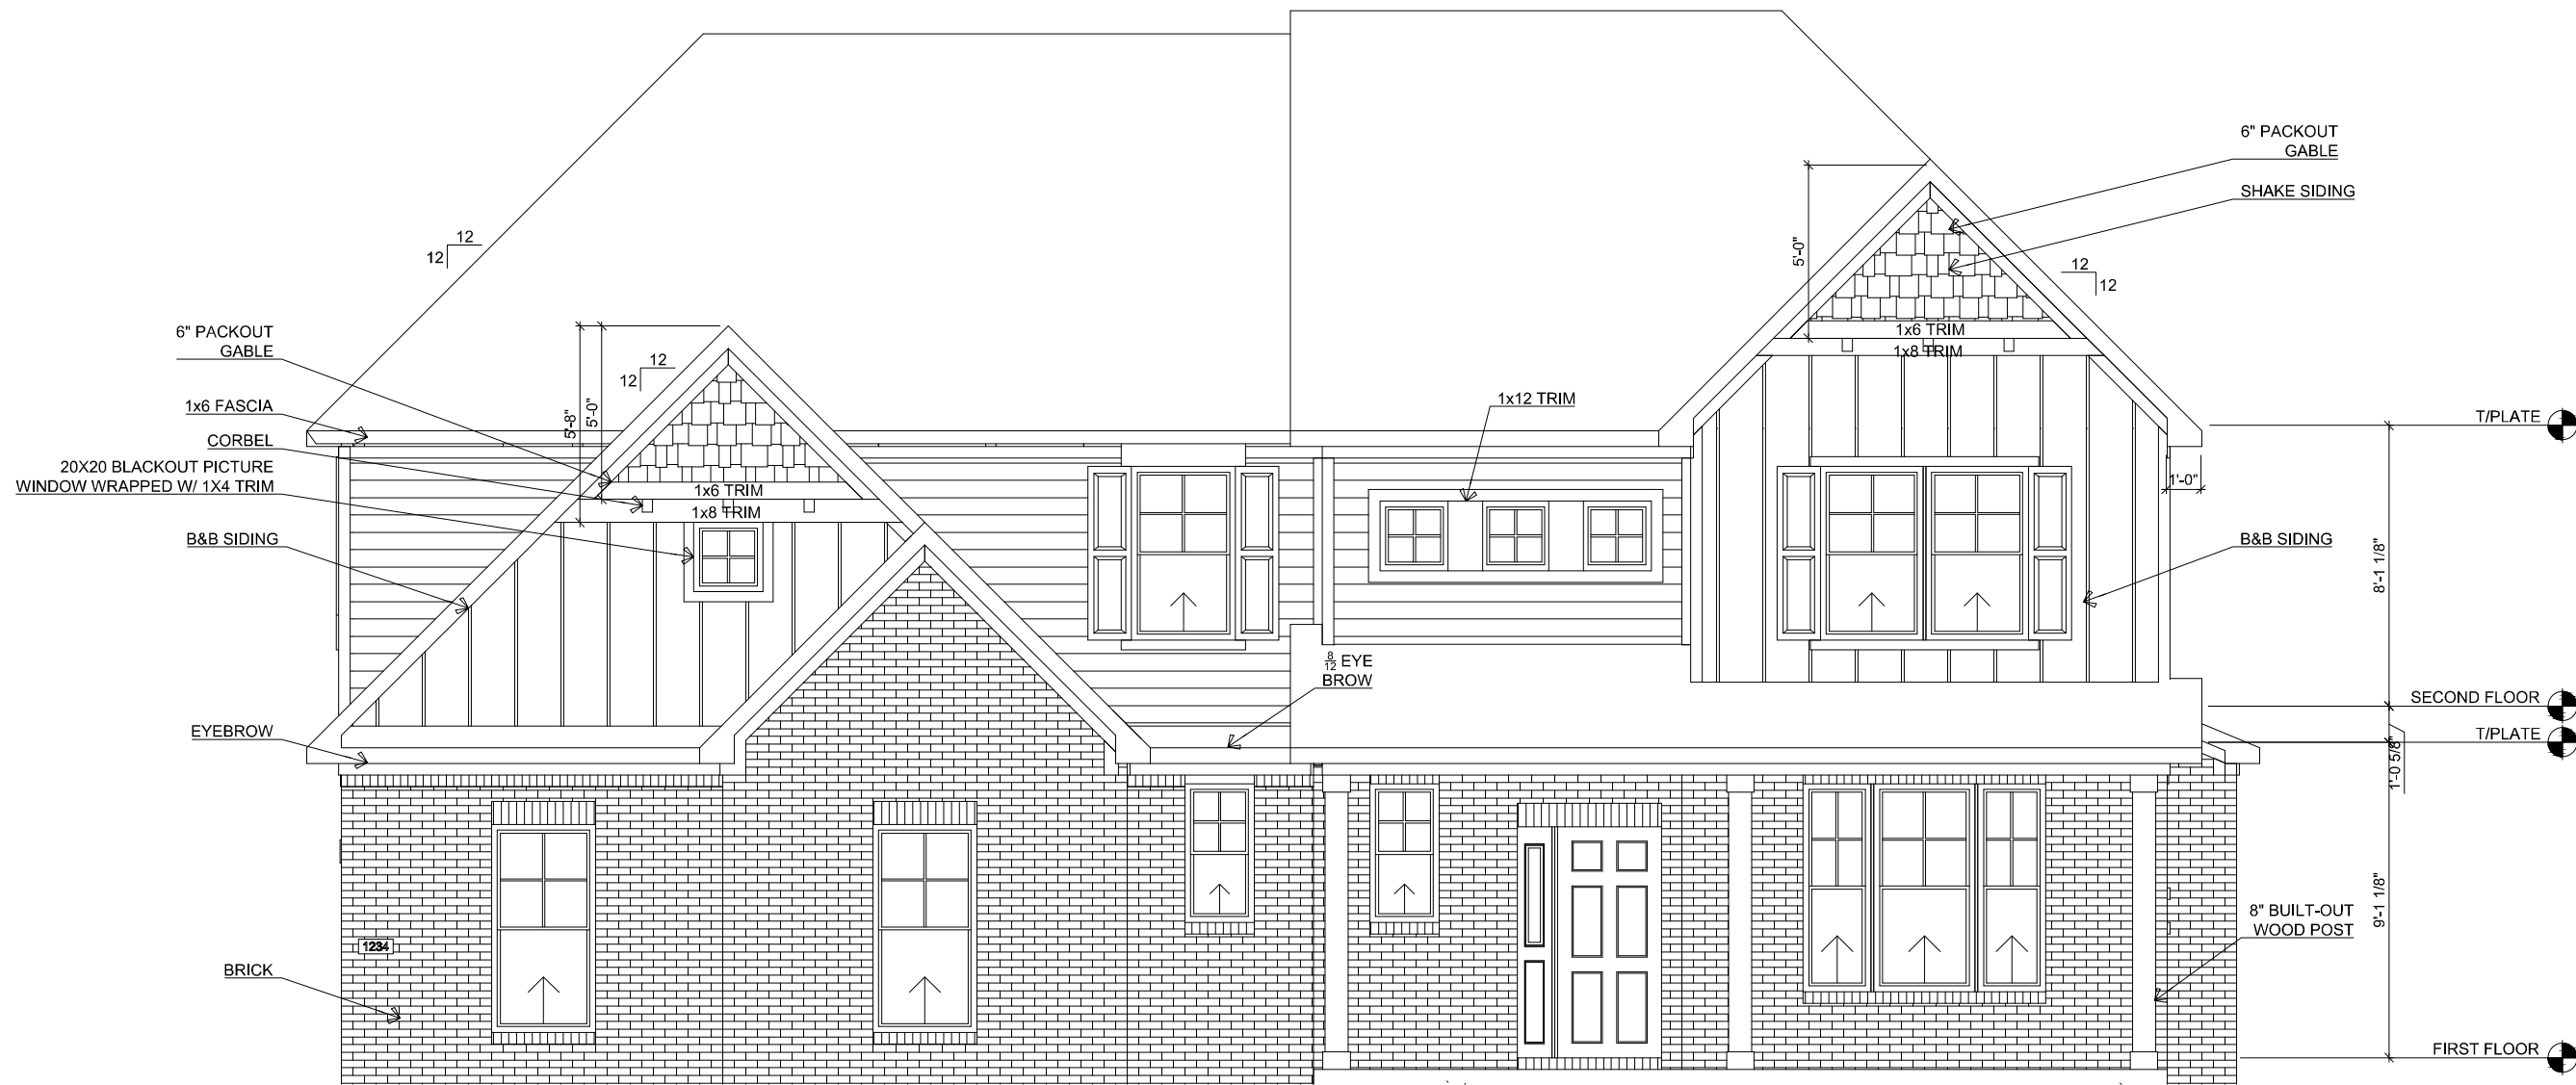 6" PACKOUT
GABLE
SHAKE SIDING
5'-0"
12
12
12
12
1x6 TRIM
1x8 TRIM
6" PACKOUT
GABLE
12
12
1x6 FASCIA
5'-8"
5'-0"
CORBEL
20X20 BLACKOUT PICTURE
WINDOW WRAPPED W/ 1X4 TRIM
1x6 TRIM
1x8 TRIM
1x12 TRIM
T/PLATE
1'-0"
B&B SIDING
B&B SIDING
8'-1 1/8"
8/12 EYE
BROW
SECOND FLOOR
EYEBROW
T/PLATE
1'-0 5/8"
1234
BRICK
8" BUILT-OUT
WOOD POST
9'-1 1/8"
FIRST FLOOR